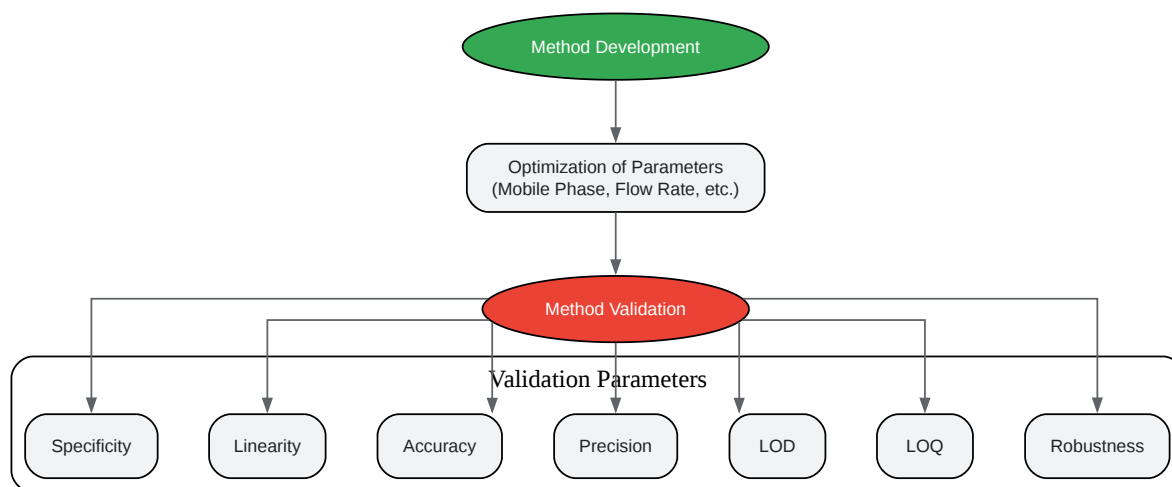 Method Development
Optimization of Parameters
(Mobile Phase, Flow Rate, etc.)
Method Validation
Validation Parameters
Specificity
Linearity
Accuracy
Precision
LOD
LOQ
Robustness